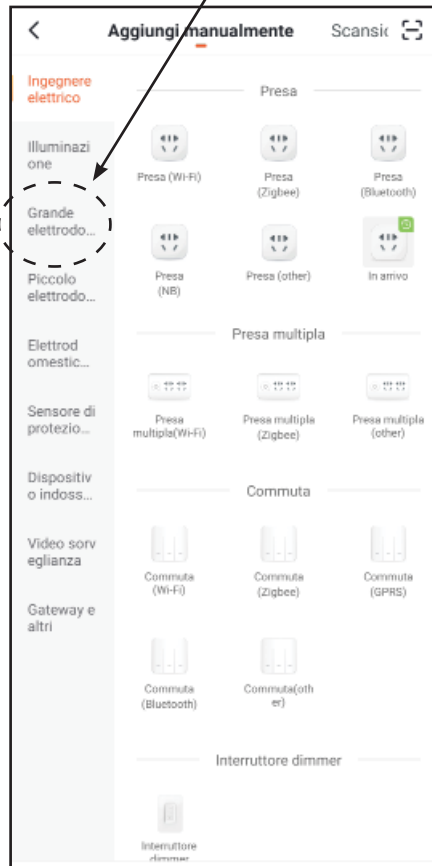 Aggiungi manualmente
Scansic
Ingegnere
elettrico
Illuminazi
one
Grande
elettrodo...
Piccolo
elettrodo...
Elettrod
omestic...
Sensore di
protezio...
Dispositiv
o indoss...
Video sorv
eglianza
Gateway e
altri
Presa
Presa (Wi-Fi)
Presa
(Zigbee)
Presa
(Bluetooth)
Presa
(NB)
Presa (other)
In arrivo
Presa multipla
Presa
multipla(Wi-Fi)
Presa multipla
(Zigbee)
Presa multipla
(other)
Commuta
Commuta
(Wi-Fi)
Commuta
(Zigbee)
Commuta
(GPRS)
Commuta
(Bluetooth)
Commuta(oth
er)
Interruttore dimmer
Interruttore
dimmer